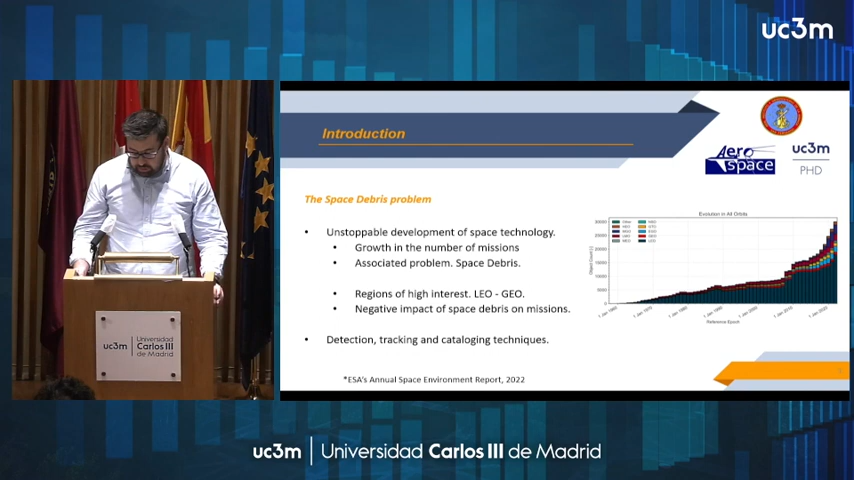 uc3m
Introduction
Aero
space
uc3m
PHD
The Space Debris problem
• Unstoppable development of space technology.
• Growth in the number of missions
• Associated problem. Space Debris.
• Regions of high interest. LEO - GEO.
• Negative impact of space debris on missions.
• Detection, tracking and cataloging techniques.
*ESA's Annual Space Environment Report, 2022
Evolution in All Orbits
Reference Epoch
uc3m
Universidad
Carlos III
de Madrid
uc3m | Universidad Carlos III de Madrid